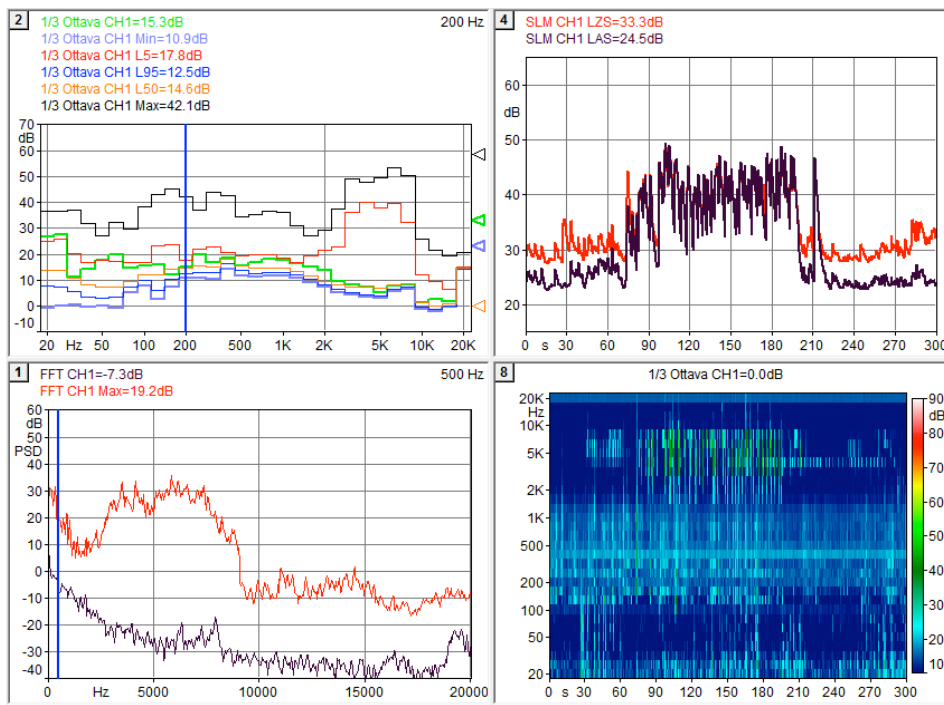 2
1/3 Ottava CH1=15.3dB
200 Hz
1/3 Ottava CH1 Min=10.9dB
1/3 Ottava CH1 L5=17.8dB
1/3 Ottava CH1 L95=12.5dB
1/3 Ottava CH1 L50=14.6dB
1/3 Ottava CH1 Max=42.1dB
70
dB
60
50
40
30
20
10
0
-10
20 Hz 50 100 200 500 1K 2K 5K 10K 20K
4
SLM CH1 LZS=33.3dB
SLM CH1 LAS=24.5dB
60
dB
50
40
30
20
0 s 30 60 90 120 150 180 210 240 270 300
1
FFT CH1=-7.3dB
500 Hz
FFT CH1 Max=19.2dB
60
dB
50
PSD
40
30
20
10
0
-10
-20
-30
-40
0 Hz 5000 10000 15000 20000
8
1/3 Ottava CH1=0.0dB
20K
Hz
10K
5K
2K
1K
500
200
100
50
20
0 s 30 60 90 120 150 180 210 240 270 300
90
dB
80
70
60
50
40
30
20
10